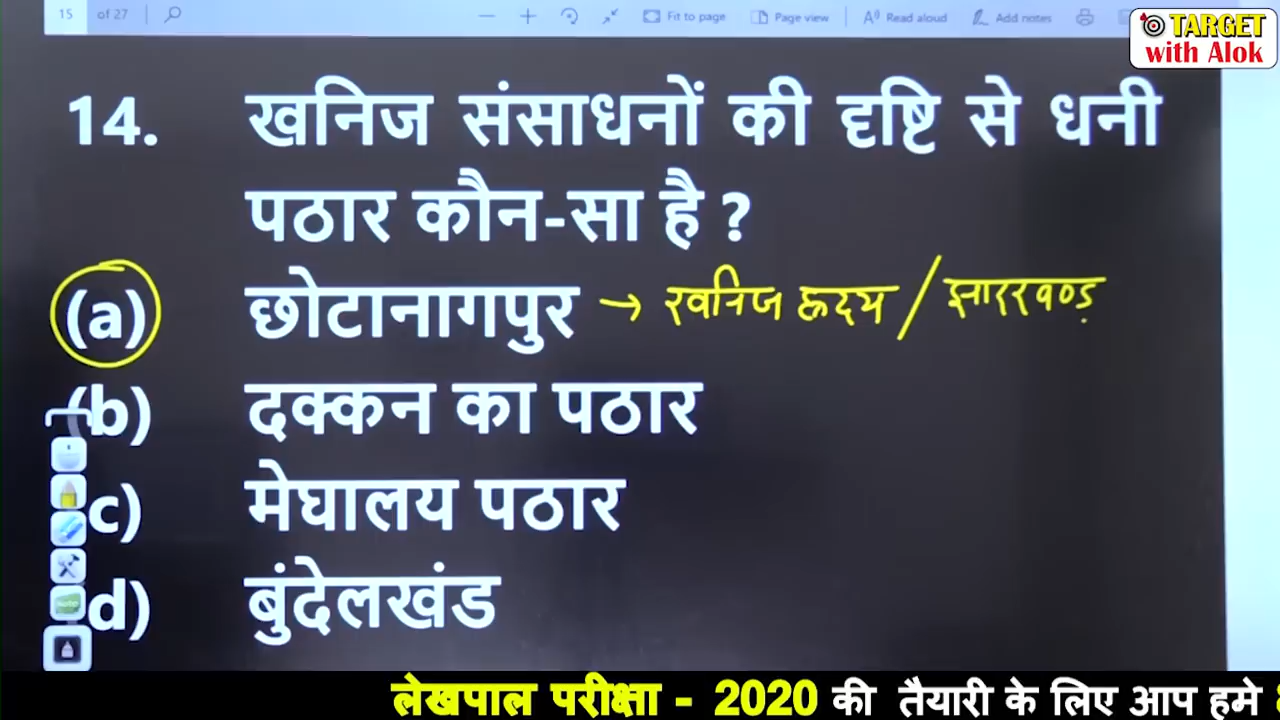 15 of 27 Fit to page Page view Read aloud Add notes
TARGET
with Alok
14. खनिज संसाधनों की दृष्टि से धनी
पठार कौन-सा है ?
(a) छोटानागपुर → खनिज हृदय / झारखण्ड
(b) दक्कन का पठार
c) मेघालय पठार
d) बुंदेलखंड
लेखपाल परीक्षा - 2020 की तैयारी के लिए आप हमे